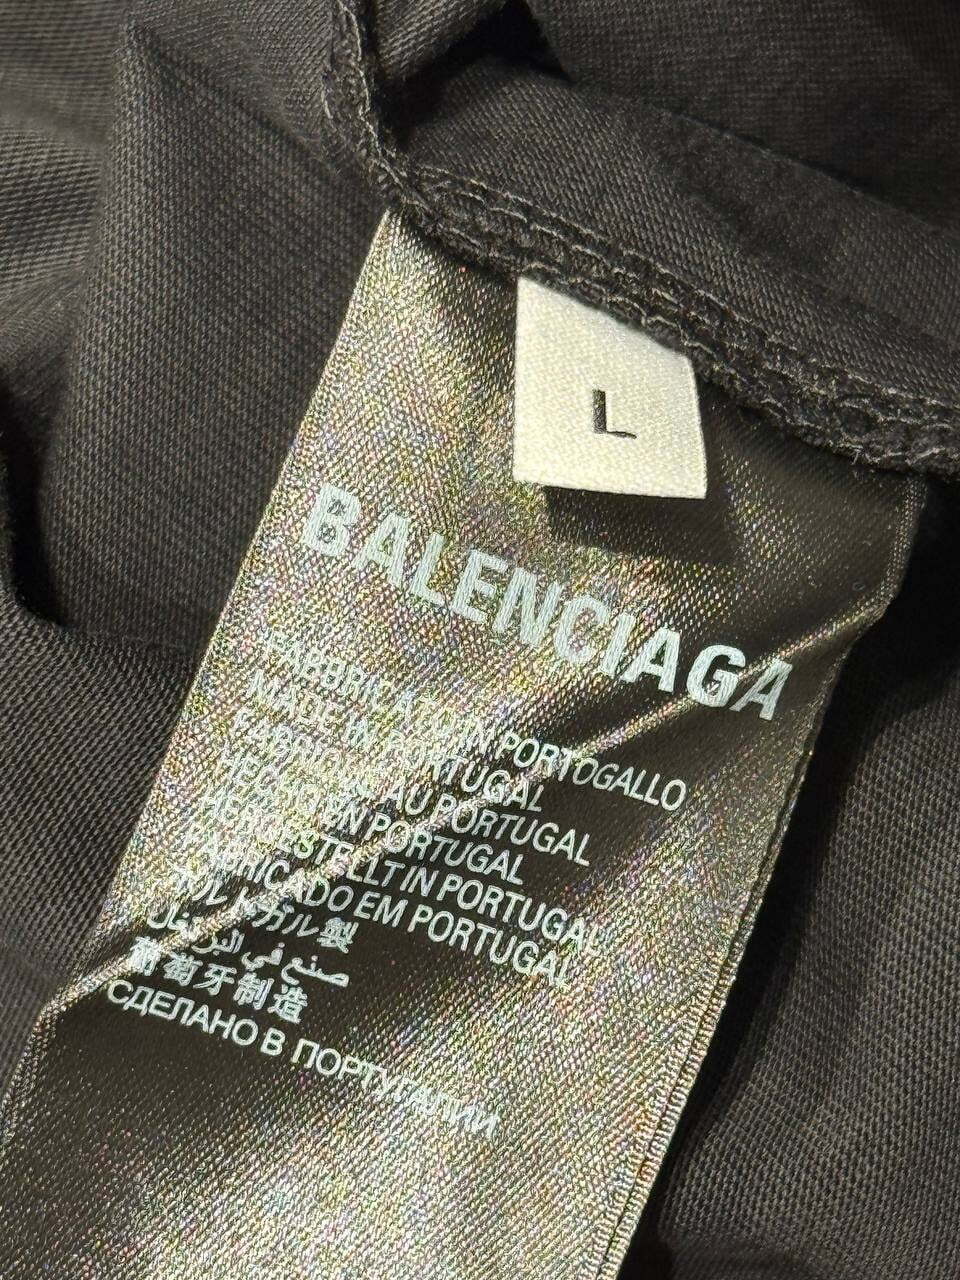 L
BALENCIAGA
FABBRICATO IN PORTOGALLO
MADE IN PORTUGAL
FABRIQUE AU PORTUGAL
HECHO EN PORTUGAL
HERGESTELLT IN PORTUGAL
FABRICADO EM PORTUGAL
ポルトガル製
صنع في البرتغال
葡萄牙制造
СДЕЛАНО В ПОРТУГАЛИИ